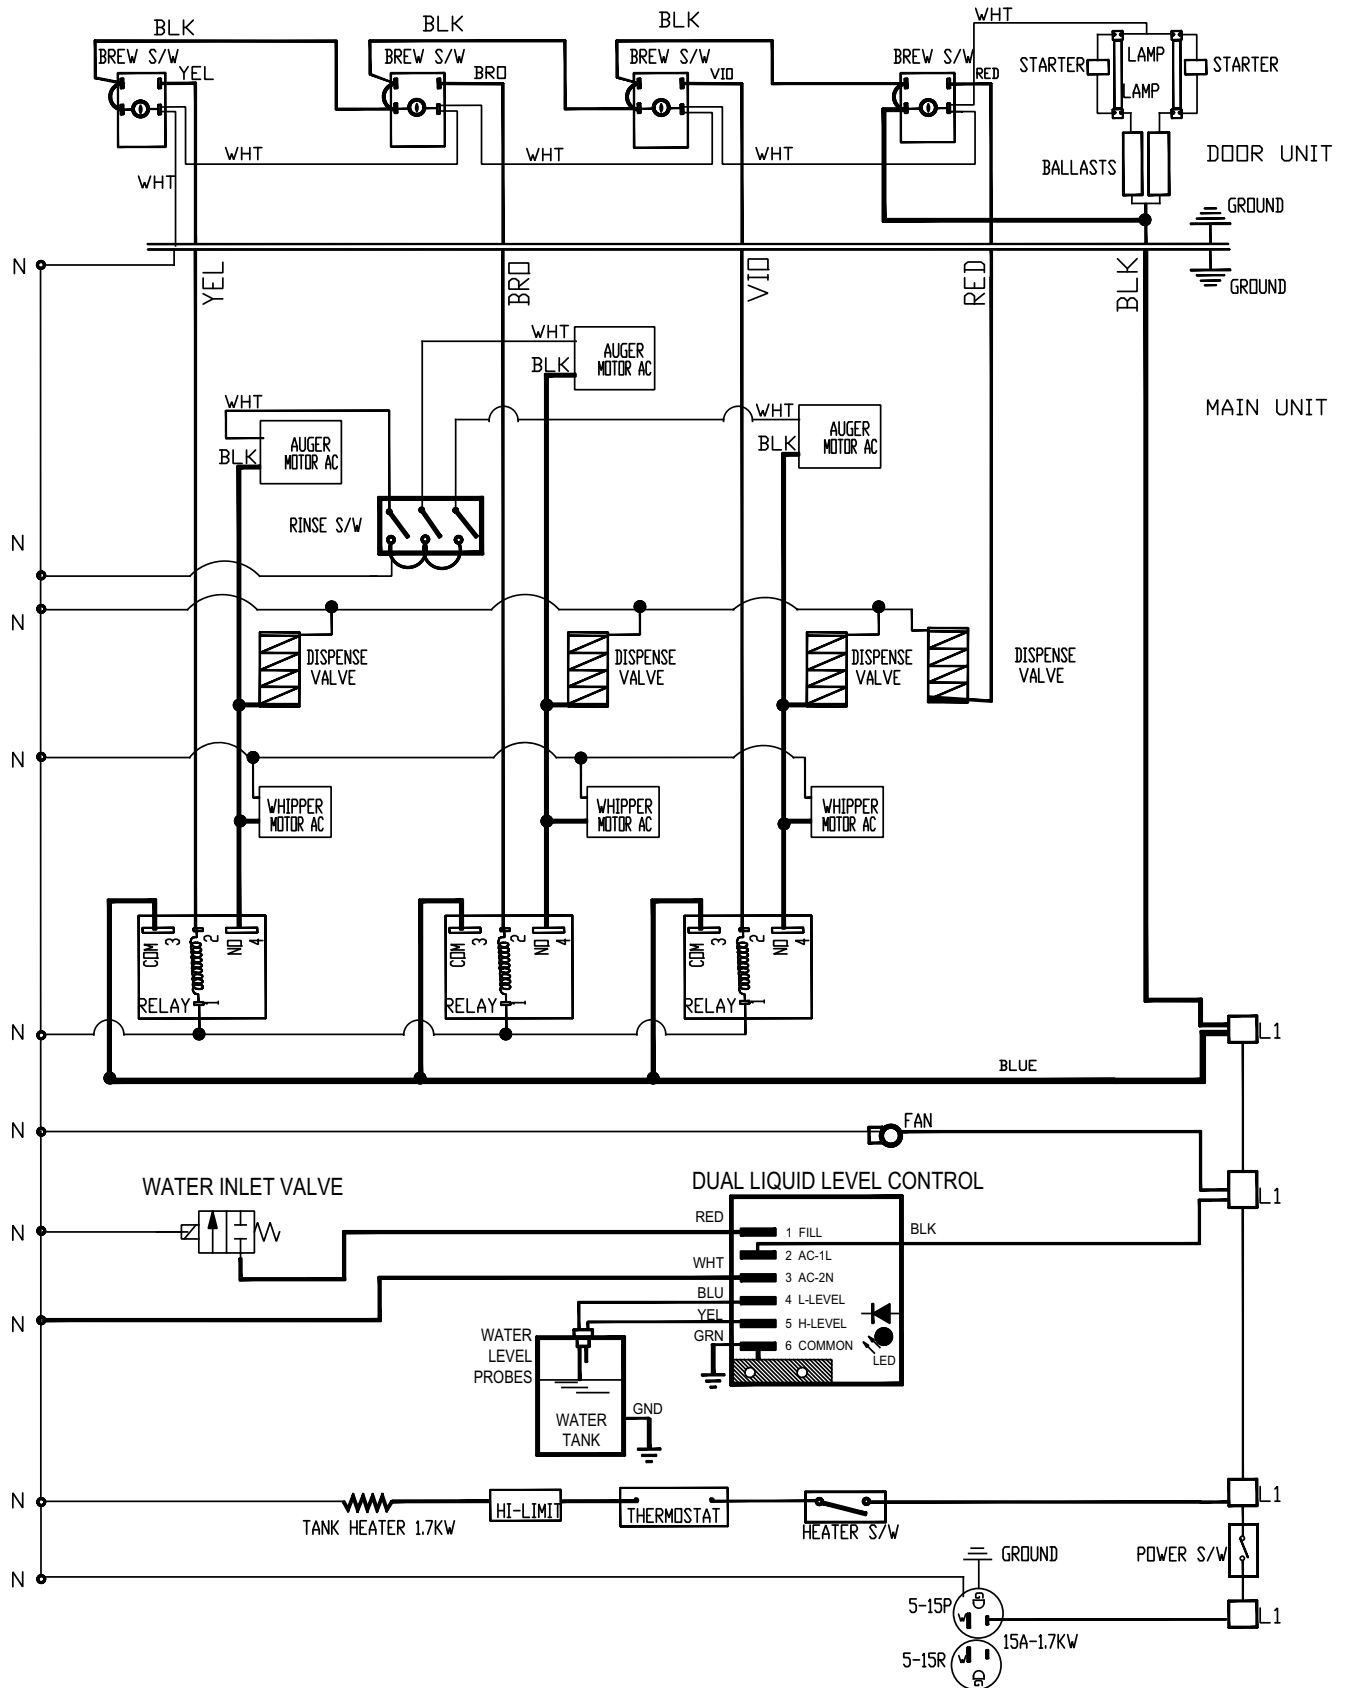 BLK
BLK
BLK
WHT
BREW S/W
BREW S/W
BREW S/W
BREW S/W
STARTER
LAMP
STARTER
YEL
BRO
VIO
RED
LAMP
WHT
WHT
WHT
WHT
BALLASTS
DOOR UNIT
GROUND
N
YEL
BRO
VIO
RED
BLK
GROUND
WHT
AUGER
MOTOR AC
BLK
WHT
WHT
MAIN UNIT
AUGER
MOTOR AC
BLK
AUGER
MOTOR AC
BLK
RINSE S/W
N
N
DISPENSE
VALVE
DISPENSE
VALVE
DISPENSE
VALVE
DISPENSE
VALVE
N
WHIPPER
MOTOR AC
WHIPPER
MOTOR AC
WHIPPER
MOTOR AC
COM
3
2
NO
4
RELAY
1
COM
3
2
NO
4
RELAY
1
COM
3
2
NO
4
RELAY
1
N
L1
BLUE
N
FAN
WATER INLET VALVE
DUAL LIQUID LEVEL CONTROL
L1
N
RED
1 FILL
BLK
2 AC-1L
WHT
3 AC-2N
BLU
4 L-LEVEL
N
YEL
5 H-LEVEL
GRN
6 COMMON
LED
WATER
LEVEL
PROBES
GND
WATER
TANK
N
TANK HEATER 1.7KW
HI-LIMIT
THERMOSTAT
HEATER S/W
L1
GROUND
POWER S/W
N
5-15P
GD
W
L1
15A-1.7KW
5-15R
W
GD